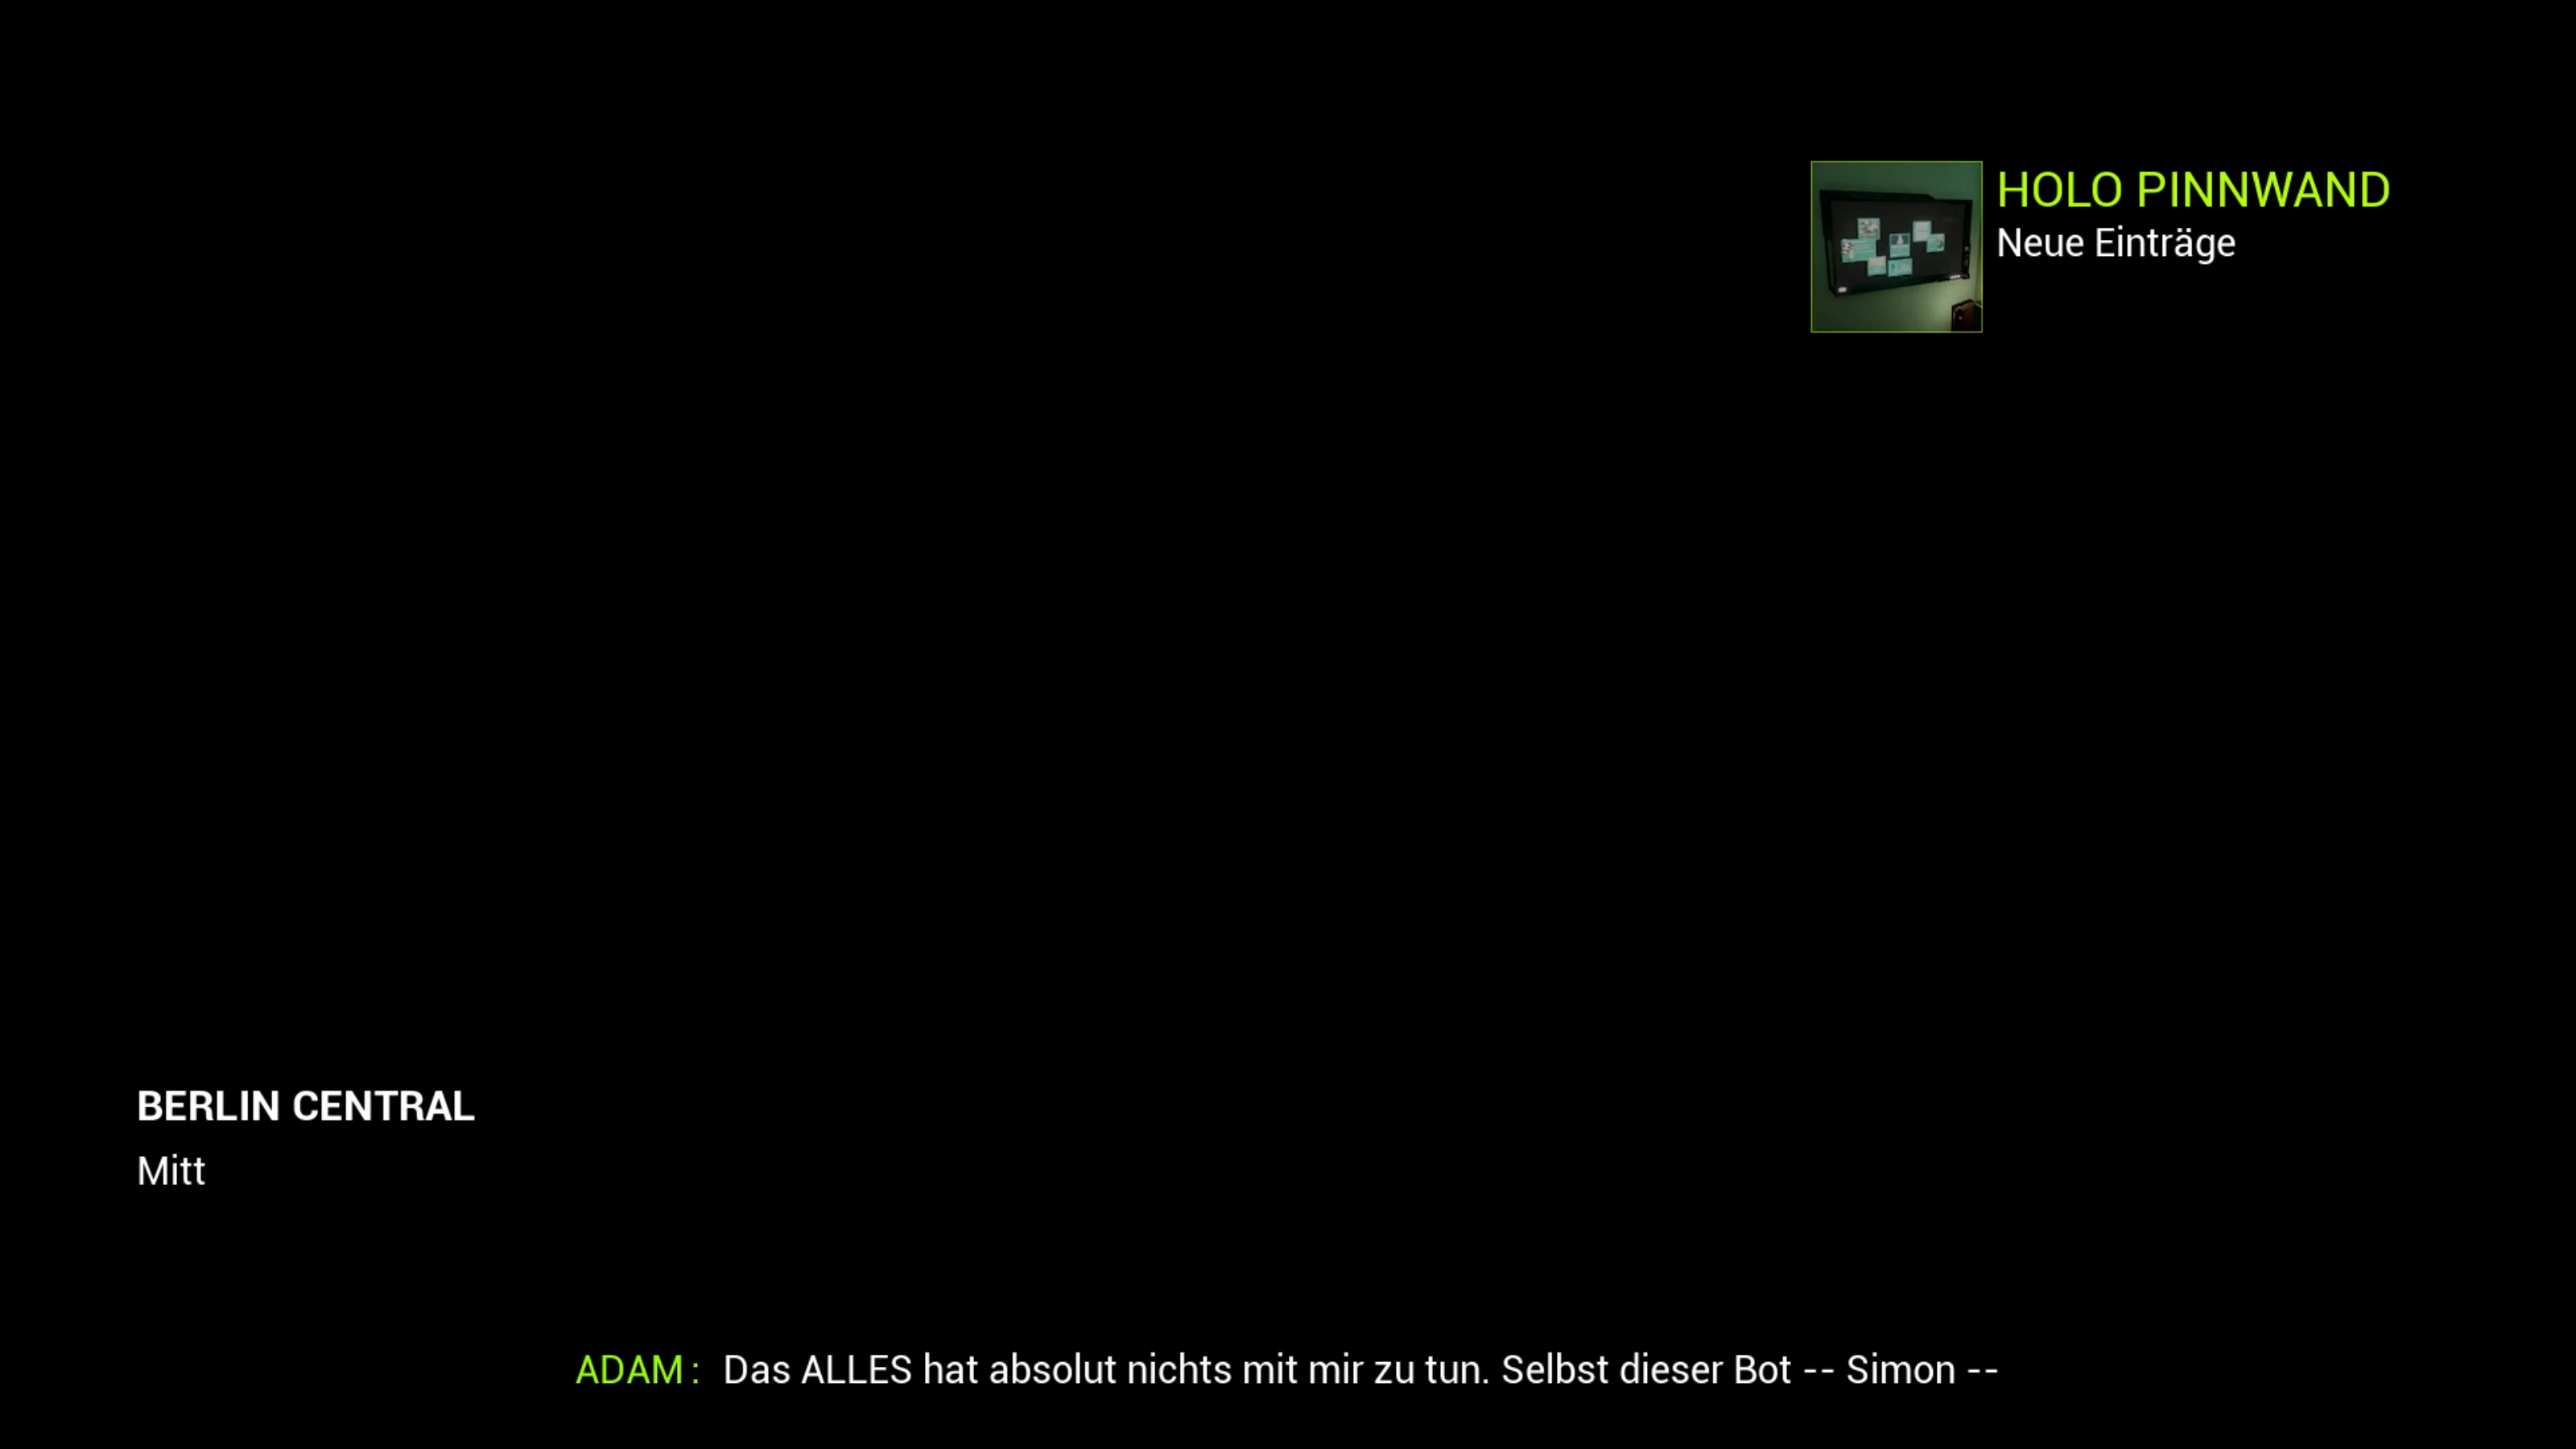 HOLO PINNWAND
Neue Einträge
BERLIN CENTRAL
Mitt
ADAM: Das ALLES hat absolut nichts mit mir zu tun. Selbst dieser Bot -- Simon --